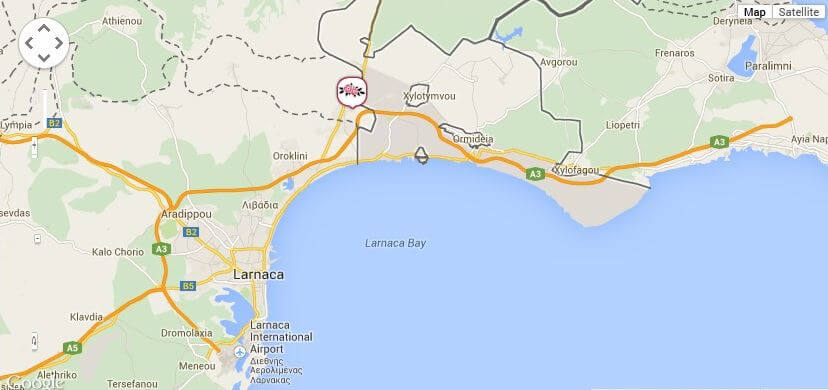 Athienou
Map
Satellite
Deryneia
Frenaros
Avgorou
Paralimni
Sotira
Xylotymvou
Lympia
B2
Liopetri
Ormideia
A3
Ayia Nap
Oroklini
Xylofagou
A3
Λιβάδια
Aradippou
sevdas
B2
Larnaca Bay
A3
Kalo Chorio
Larnaca
B5
Klavdia
Larnaca
International
Airport
Διεθνής
Αερολιμένας
Λάρνακας
Dromolaxia
A5
Meneou
Alethriko
Tersefanou
Google